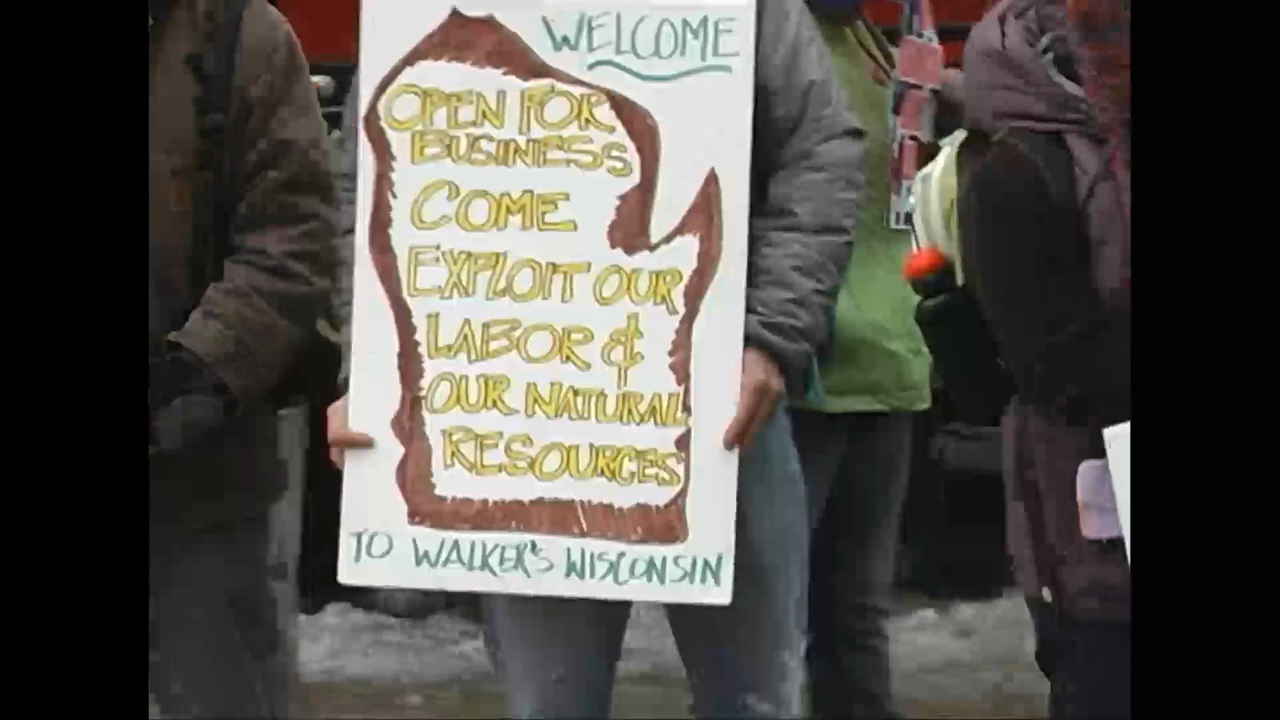 WELCOME
OPEN FOR
BUSINESS
COME
EXPLOIT OUR
LABOR &
OUR NATURAL
RESOURCES
TO WALKER'S WISCONSIN